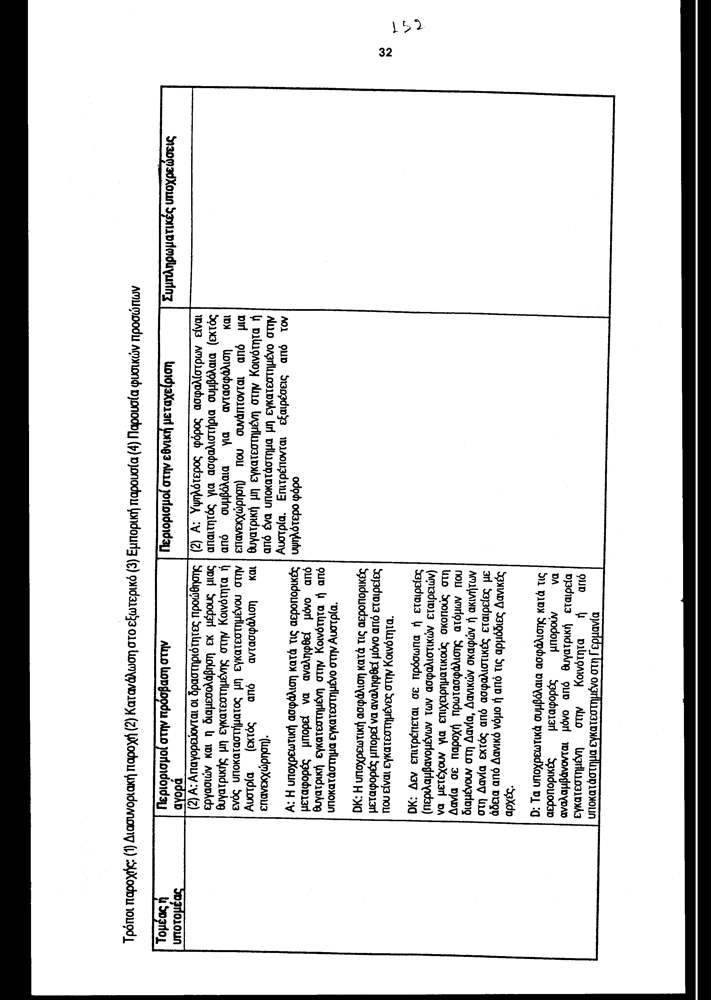 152
32
Τρόποι παροχής: (1) Διασυνοριακή παροχή (2) Κατανάλωση στο εξωτερικό (3) Εμπορική παρουσία (4) Παρουσία φυσικών προσώπων
Τομέας ή
υποτομέας
Περιορισμοί στην πρόσβαση στην
αγορά
Περιορισμοί στην εθνική μεταχείριση
Συμπληρωματικές υποχρεώσεις
(2) Α: Απαγορεύονται οι δραστηριότητες προώθησης
εργασιών και η διαμεσολάβηση εκ μέρους μιας
θυγατρικής μη εγκατεστημένης στην Κοινότητα ή
ενός υποκαταστήματος μη εγκατεστημένου στην
Αυστρία (εκτός από αντασφάλιση και
επανεκχώρηση).
Α: Η υποχρεωτική ασφάλιση κατά τις αεροπορικές
μεταφορές μπορεί να αναληφθεί μόνο από
θυγατρική εγκατεστημένη στην Κοινότητα ή από
υποκατάστημα εγκατεστημένο στην Αυστρία.
DK: Η υποχρεωτική ασφάλιση κατά τις αεροπορικές
μεταφορές μπορεί να αναληφθεί μόνο από εταιρείες
που είναι εγκατεστημένες στην Κοινότητα.
DK: Δεν επιτρέπεται σε πρόσωπα ή εταιρείες
(περιλαμβανομένων των ασφαλιστικών εταιρειών)
να μετέχουν για επιχειρηματικούς σκοπούς στη
Δανία σε παροχή πρωτασφάλισης ατόμων που
διαμένουν στη Δανία, Δανικών σκαφών ή ακινήτων
στη Δανία εκτός από ασφαλιστικές εταιρείες με
άδεια από Δανικό νόμο ή από τις αρμόδιες Δανικές
αρχές.
D: Τα υποχρεωτικά συμβόλαια ασφάλισης κατά τις
αεροπορικές μεταφορές μπορούν να
αναλαμβάνονται μόνο από θυγατρική εταιρεία
εγκατεστημένη στην Κοινότητα ή από
υποκατάστημα εγκατεστημένο στη Γερμανία
(2) Α: Υψηλότερος φόρος ασφαλίστρων είναι
απαιτητός για ασφαλιστήρια συμβόλαια (εκτός
από συμβόλαια για αντασφάλιση και
επανεκχώρηση) που συνάπτονται από μια
θυγατρική μη εγκατεστημένη στην Κοινότητα ή
από ένα υποκατάστημα μη εγκατεστημένο στην
Αυστρία. Επιτρέπονται εξαιρέσεις από τον
υψηλότερο φόρο